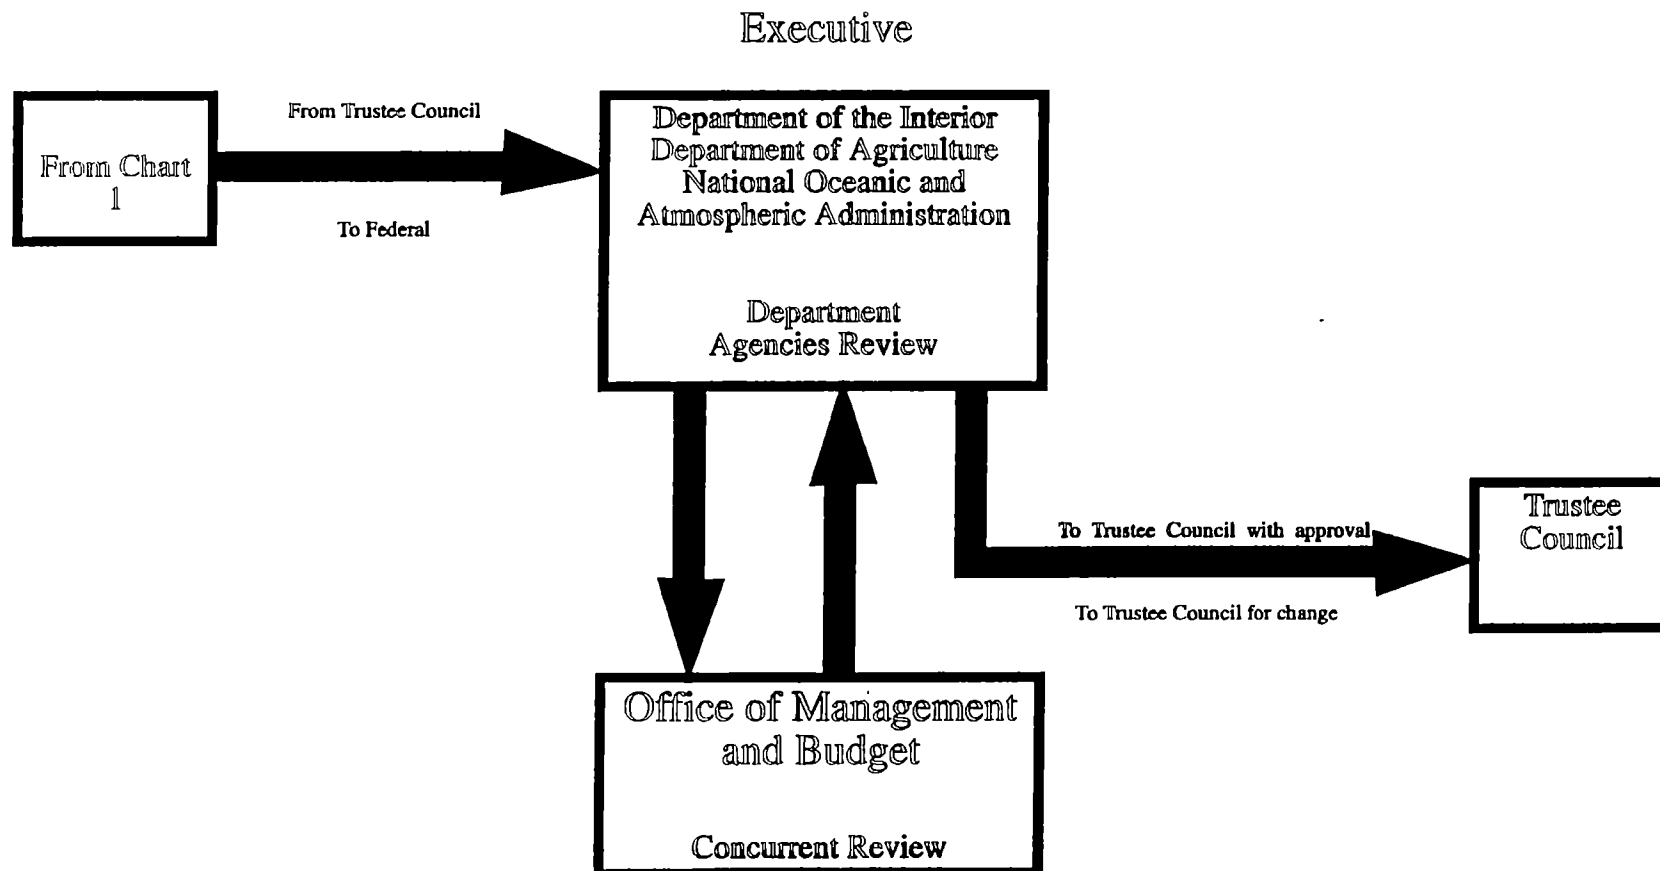 Executive
From Chart
1
From Trustee Council
To Federal
Department of the Interior
Department of Agriculture
National Oceanic and
Atmospheric Administration
Department
Agencies Review
To Trustee Council with approval
To Trustee Council for change
Trustee
Council
Office of Management
and Budget
Concurrent Review